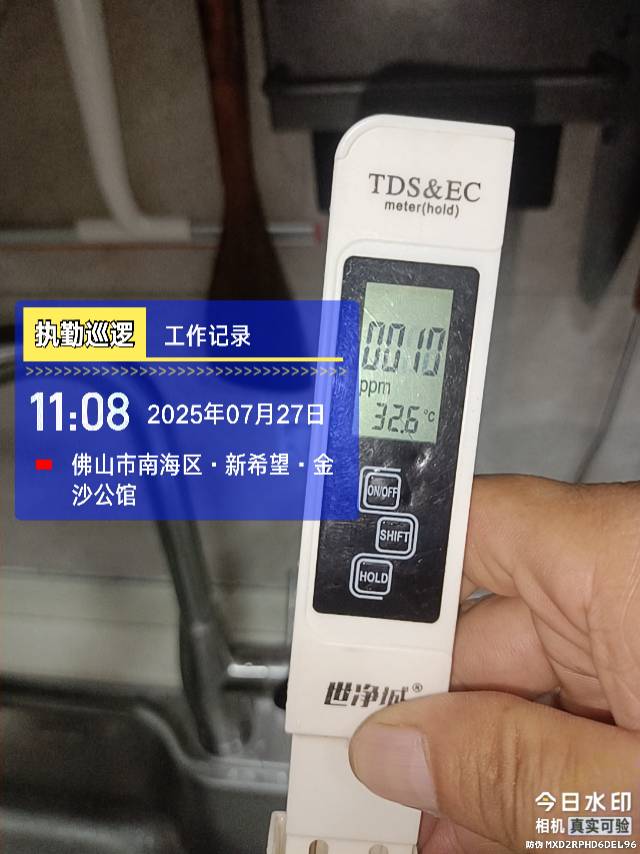 TDS&EC
meter(hold)
0010
ppm
32.6 °C
ON/OFF
SHIFT
HOLD
世净诚®
执勤巡逻
工作记录
11:08
2025年07月27日
佛山市南海区·新希望·金
沙公馆
今日水印
相机 真实可验
防伪 MXD2RPHD6DEL96